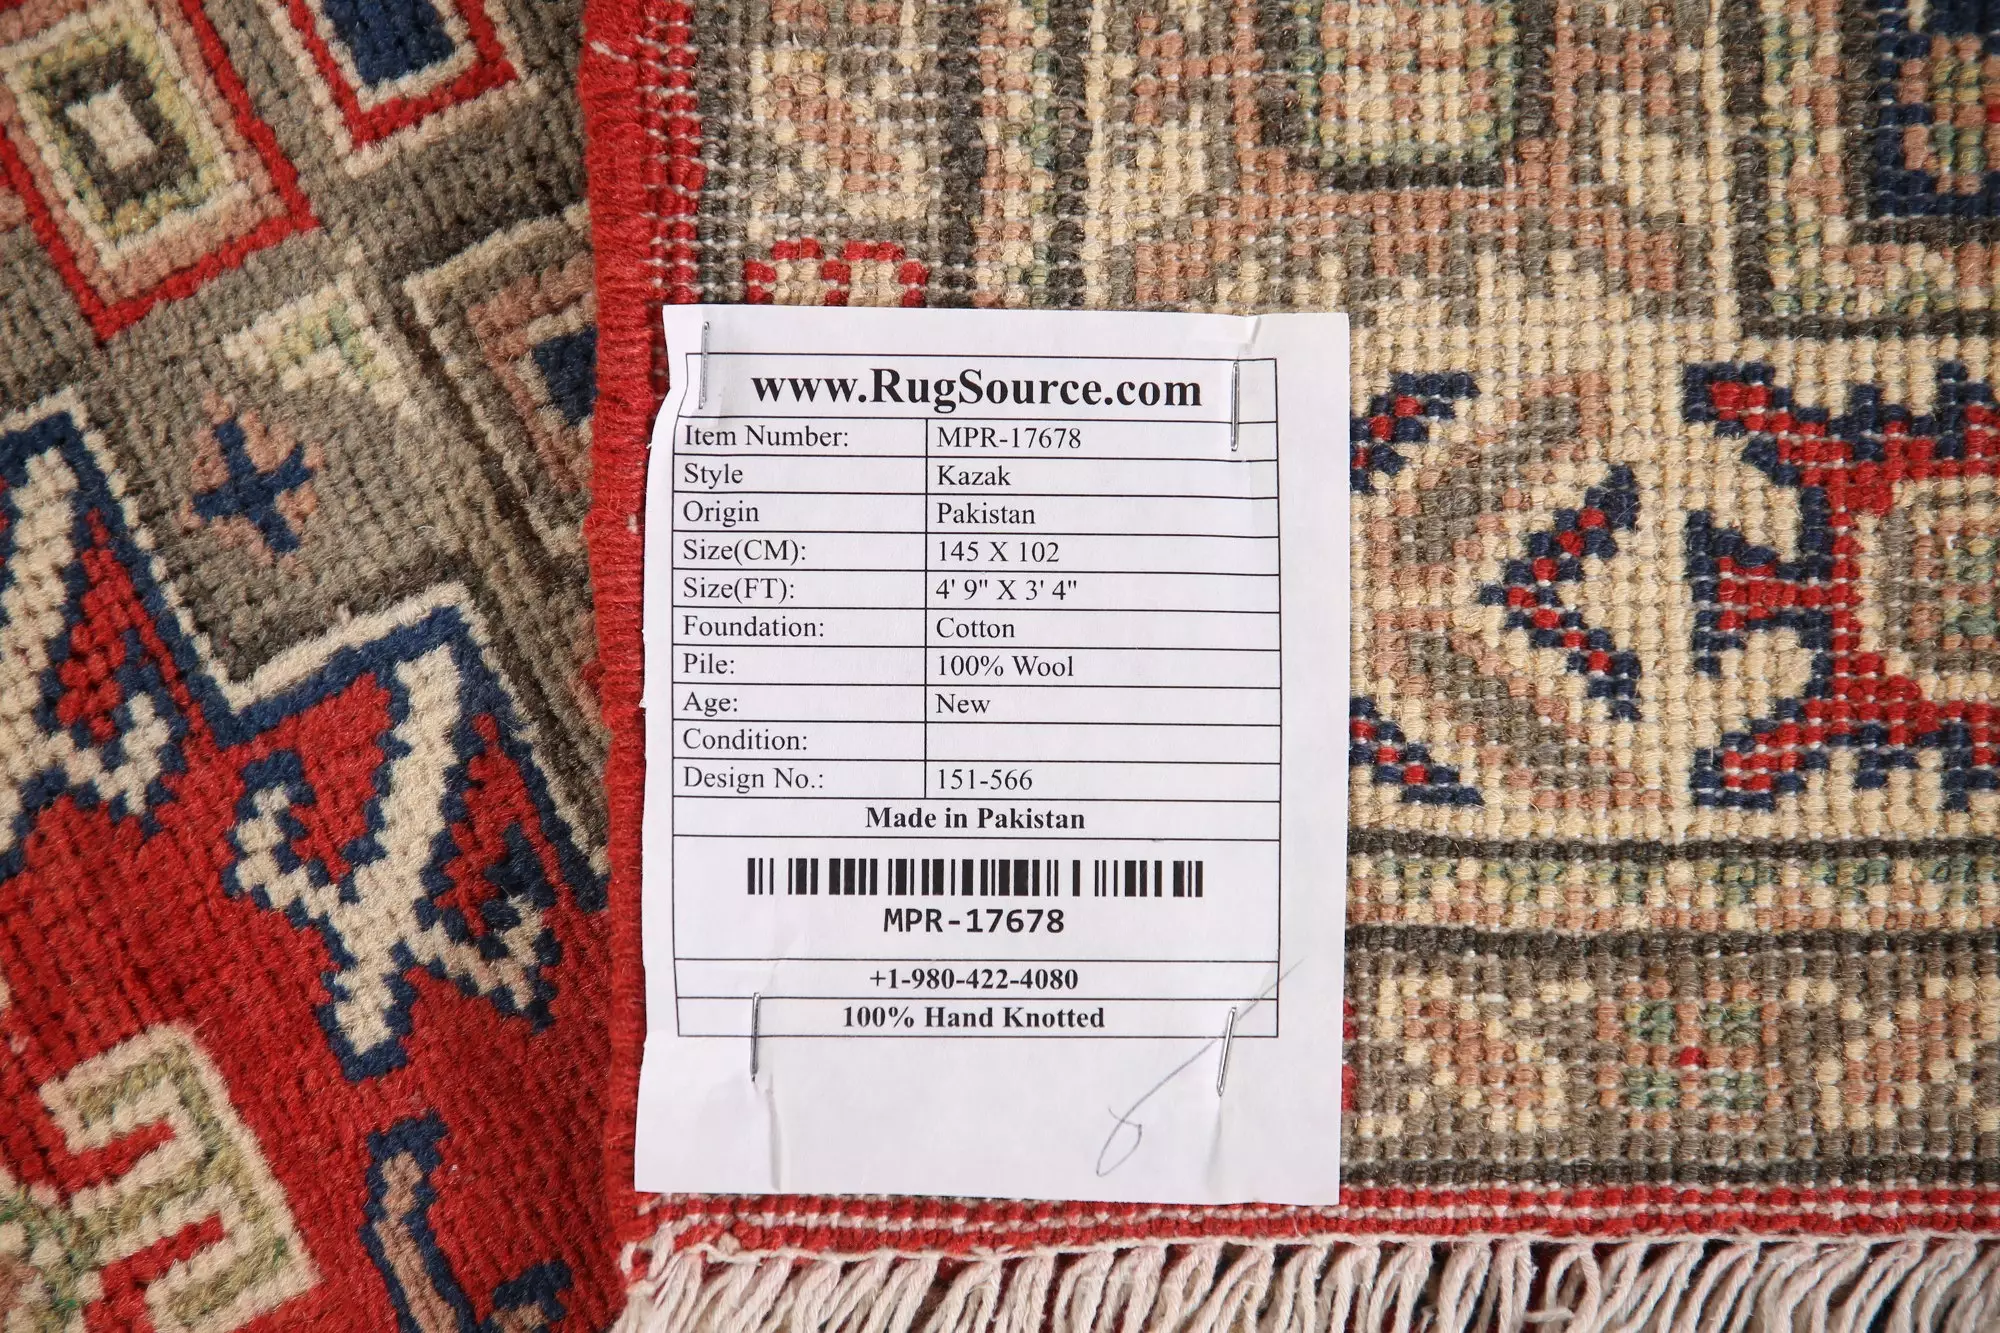 www.RugSource.com
Item Number: MPR-17678
Style Kazak
Origin Pakistan
Size(CM): 145 X 102
Size(FT): 4' 9" X 3' 4"
Foundation: Cotton
Pile: 100% Wool
Age: New
Condition:
Design No.: 151-566
Made in Pakistan
MPR-17678
+1-980-422-4080
100% Hand Knotted